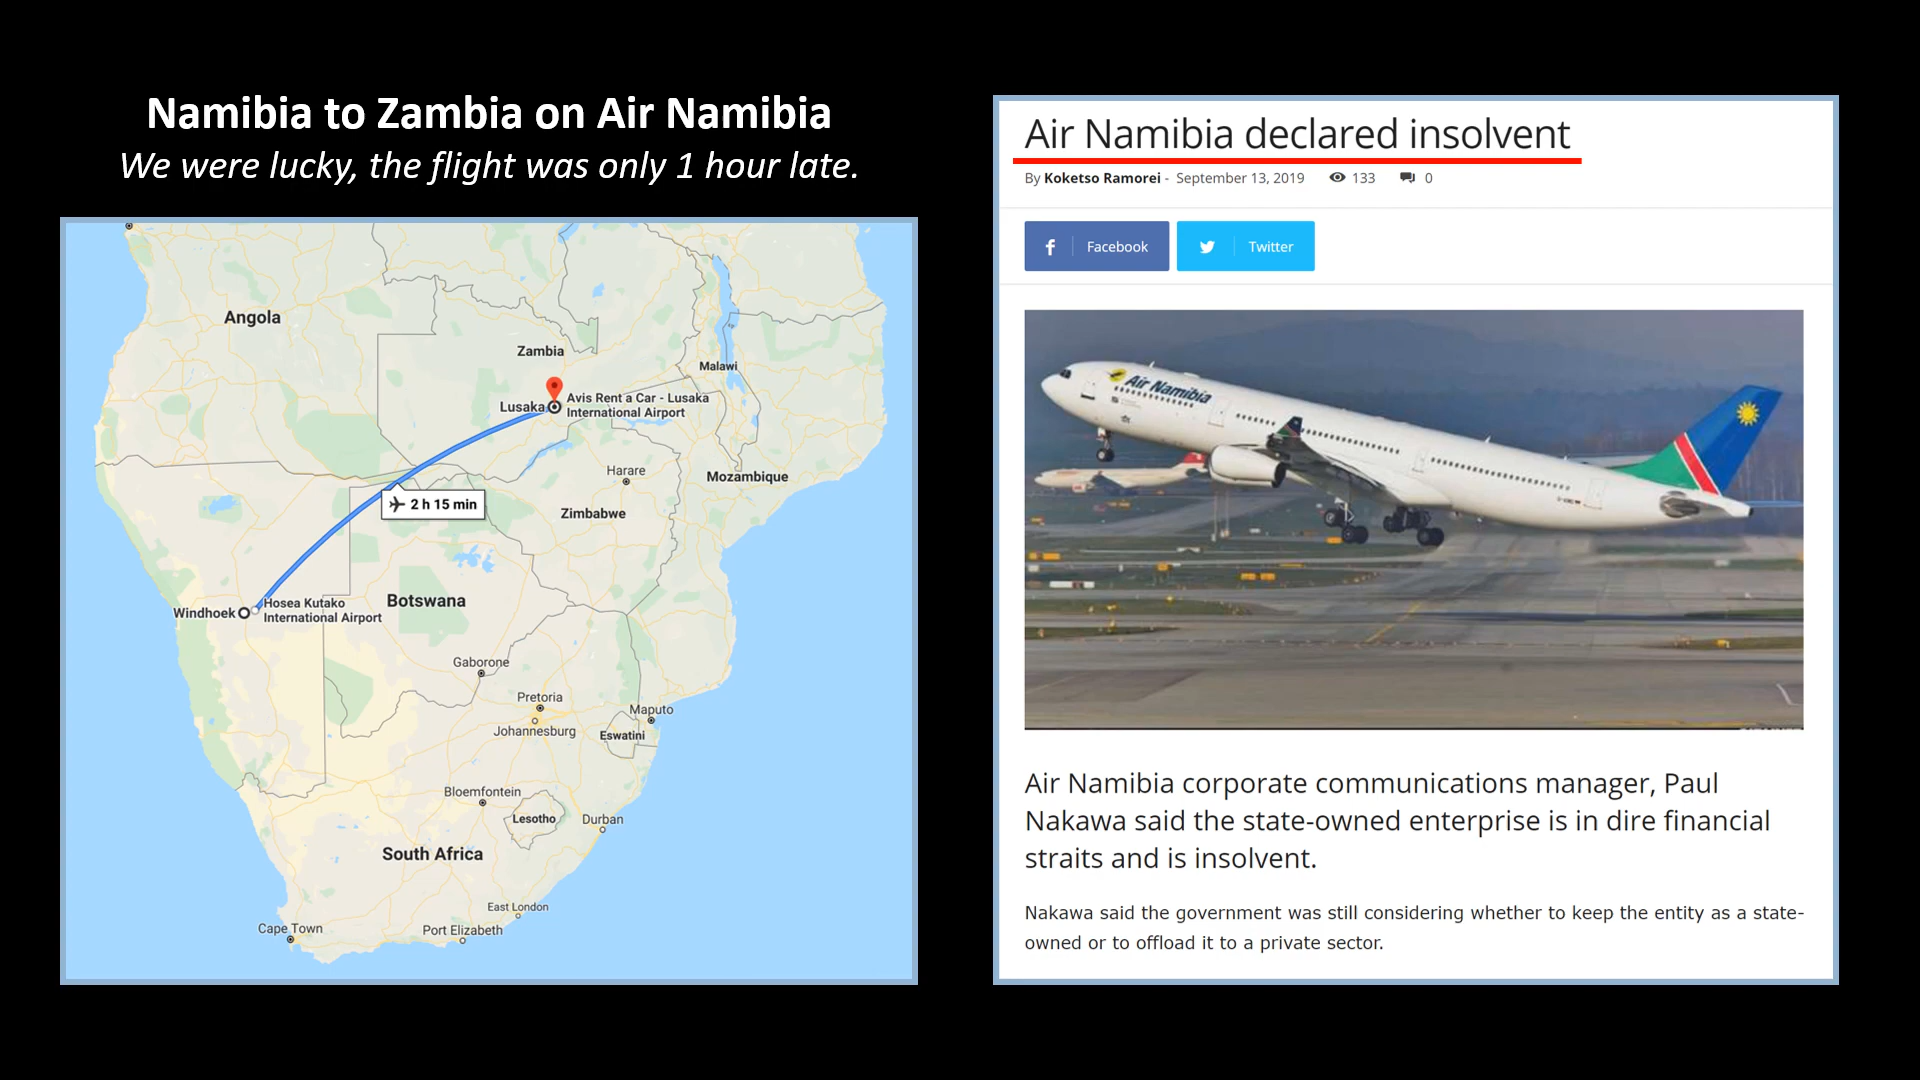 Namibia to Zambia on Air Namibia
We were lucky, the flight was only 1 hour late.
Angola
Zambia
Malawi
Lusaka
Avis Rent a Car - Lusaka
International Airport
Harare
Mozambique
2 h 15 min
Zimbabwe
Windhoek
Hosea Kutako
International Airport
Botswana
Gaborone
Pretoria
Maputo
Johannesburg
Eswatini
Bloemfontein
Lesotho
Durban
South Africa
East London
Cape Town
Port Elizabeth
Air Namibia declared insolvent
By Koketso Ramorei - September 13, 2019 133 0
Facebook
Twitter
Air Namibia
Air Namibia corporate communications manager, Paul
Nakawa said the state-owned enterprise is in dire financial
straits and is insolvent.
Nakawa said the government was still considering whether to keep the entity as a state-
owned or to offload it to a private sector.